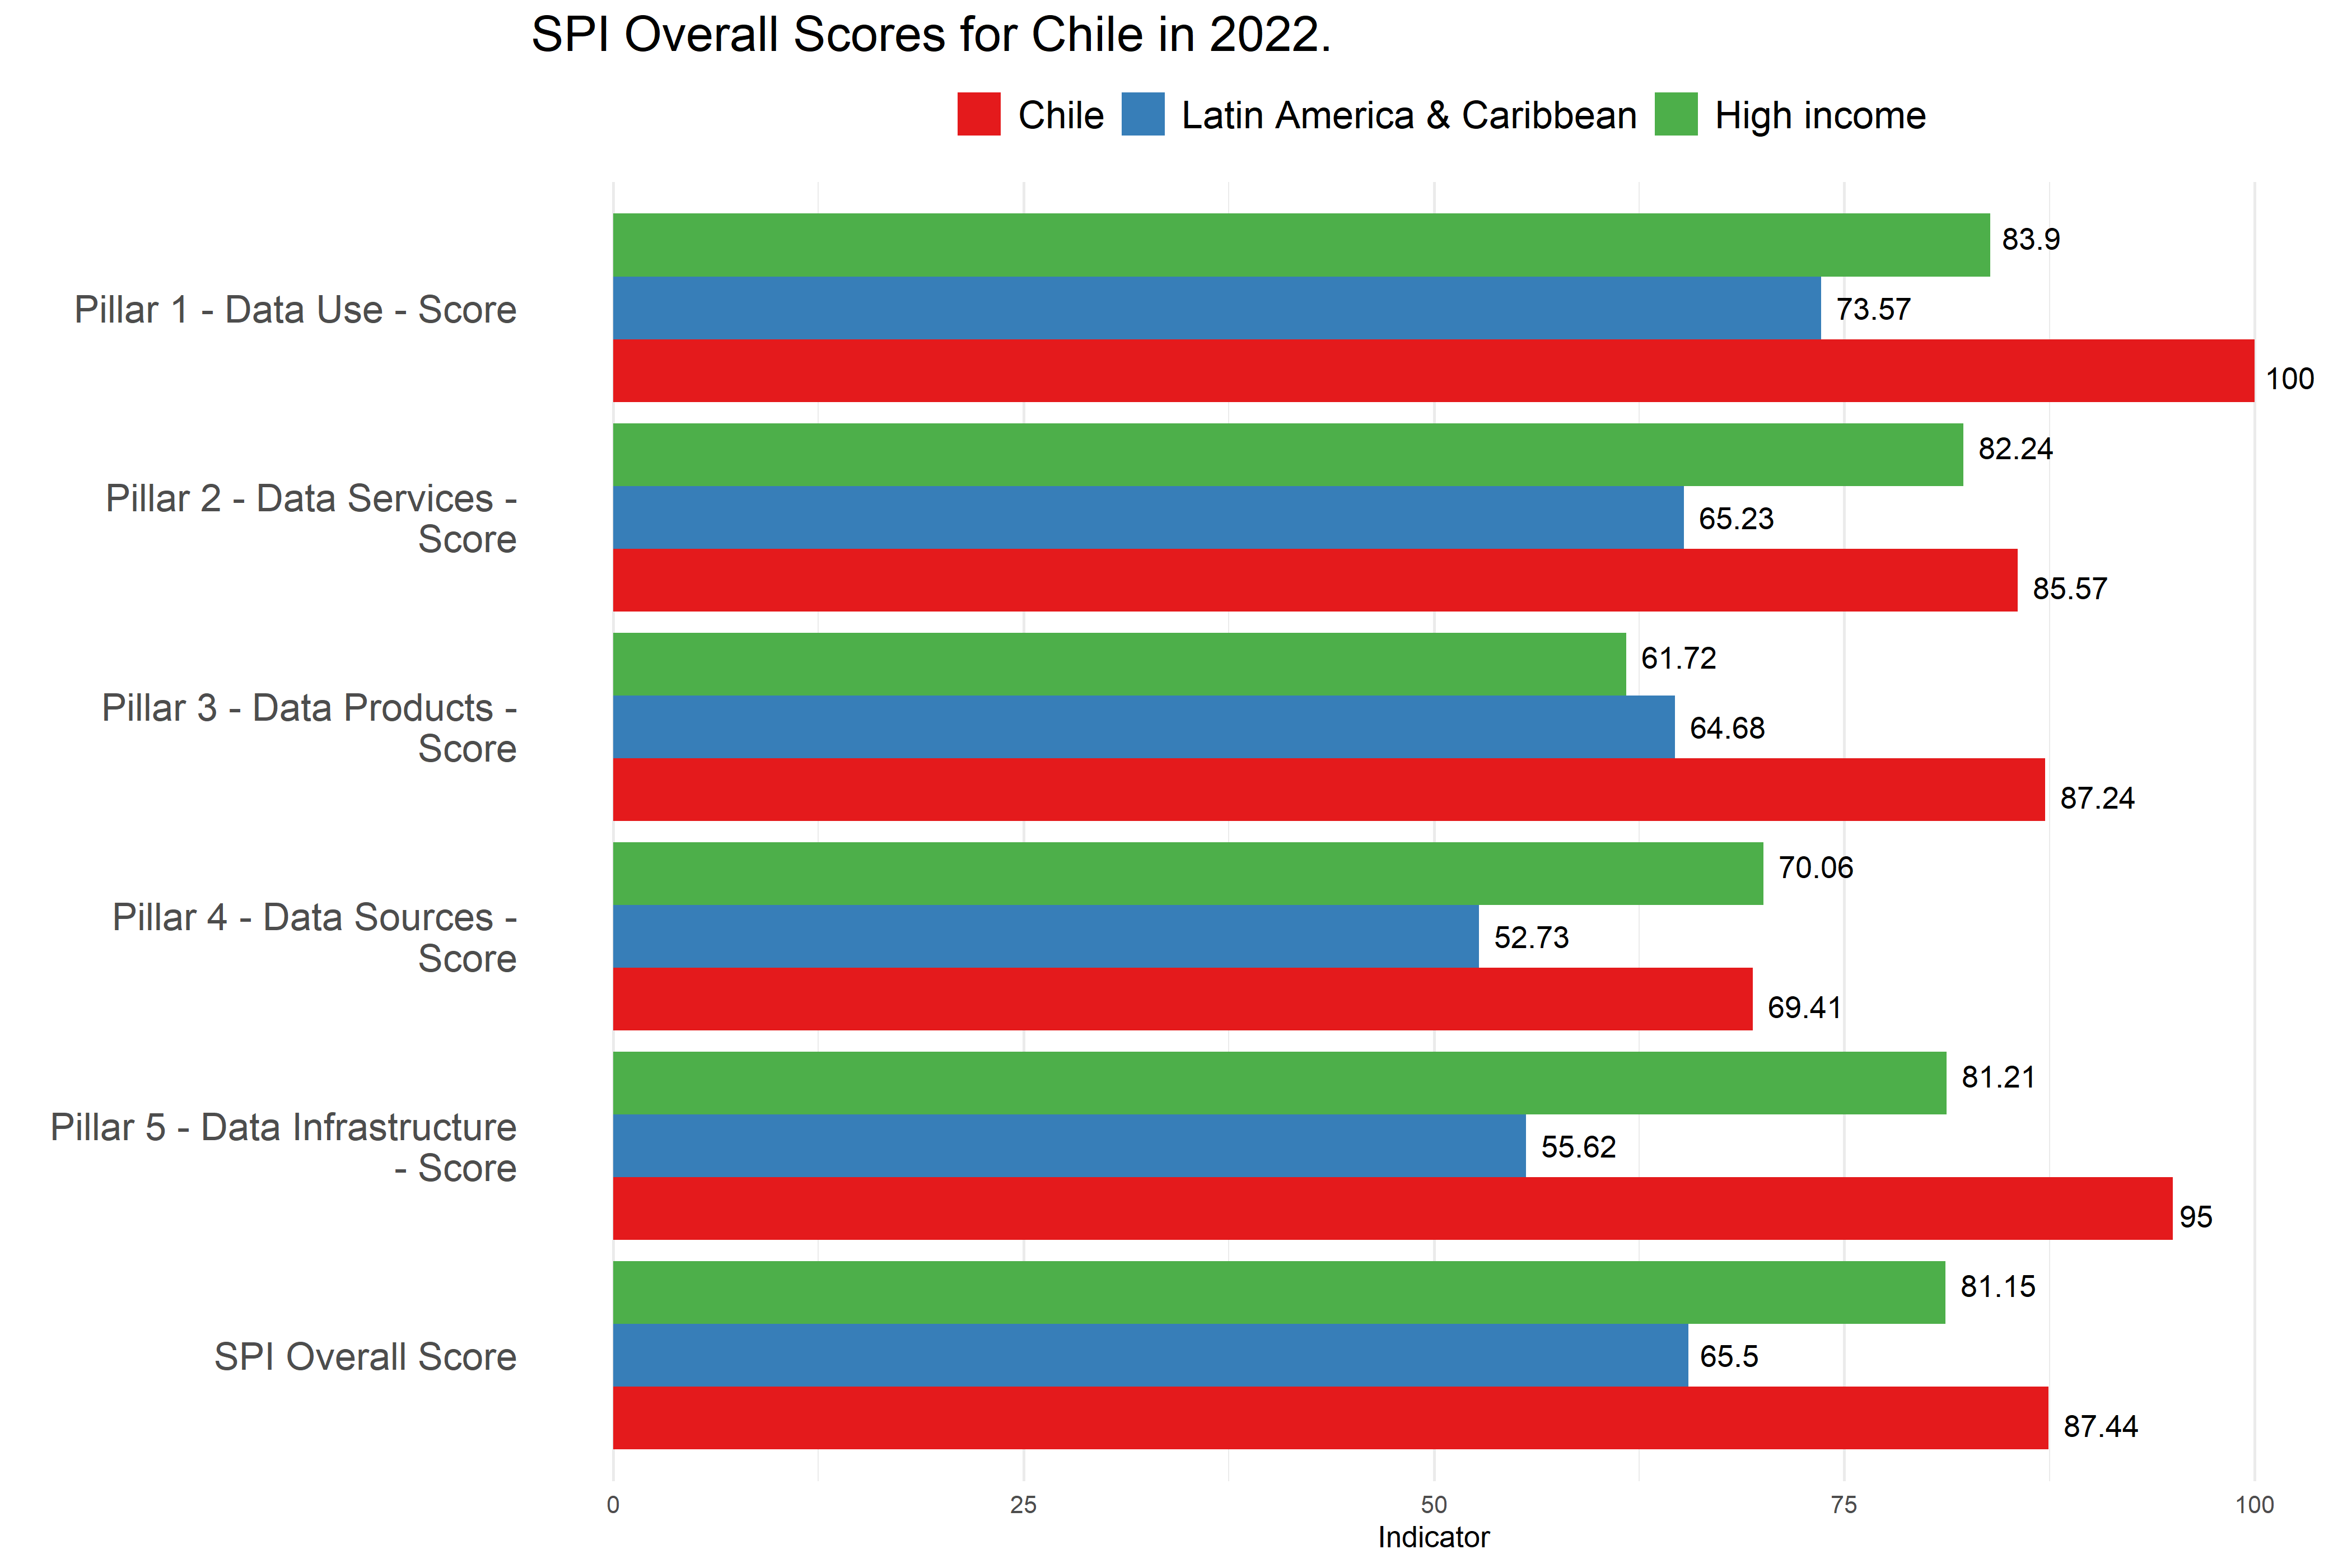 SPI Overall Scores for Chile in 2022.
Chile Latin America & Caribbean High income
Pillar 1 - Data Use - Score
83.9
73.57
100
Pillar 2 - Data Services -
Score
82.24
65.23
85.57
Pillar 3 - Data Products -
Score
61.72
64.68
87.24
Pillar 4 - Data Sources -
Score
70.06
52.73
69.41
Pillar 5 - Data Infrastructure
- Score
81.21
55.62
95
SPI Overall Score
81.15
65.5
87.44
0 25 50 75 100
Indicator